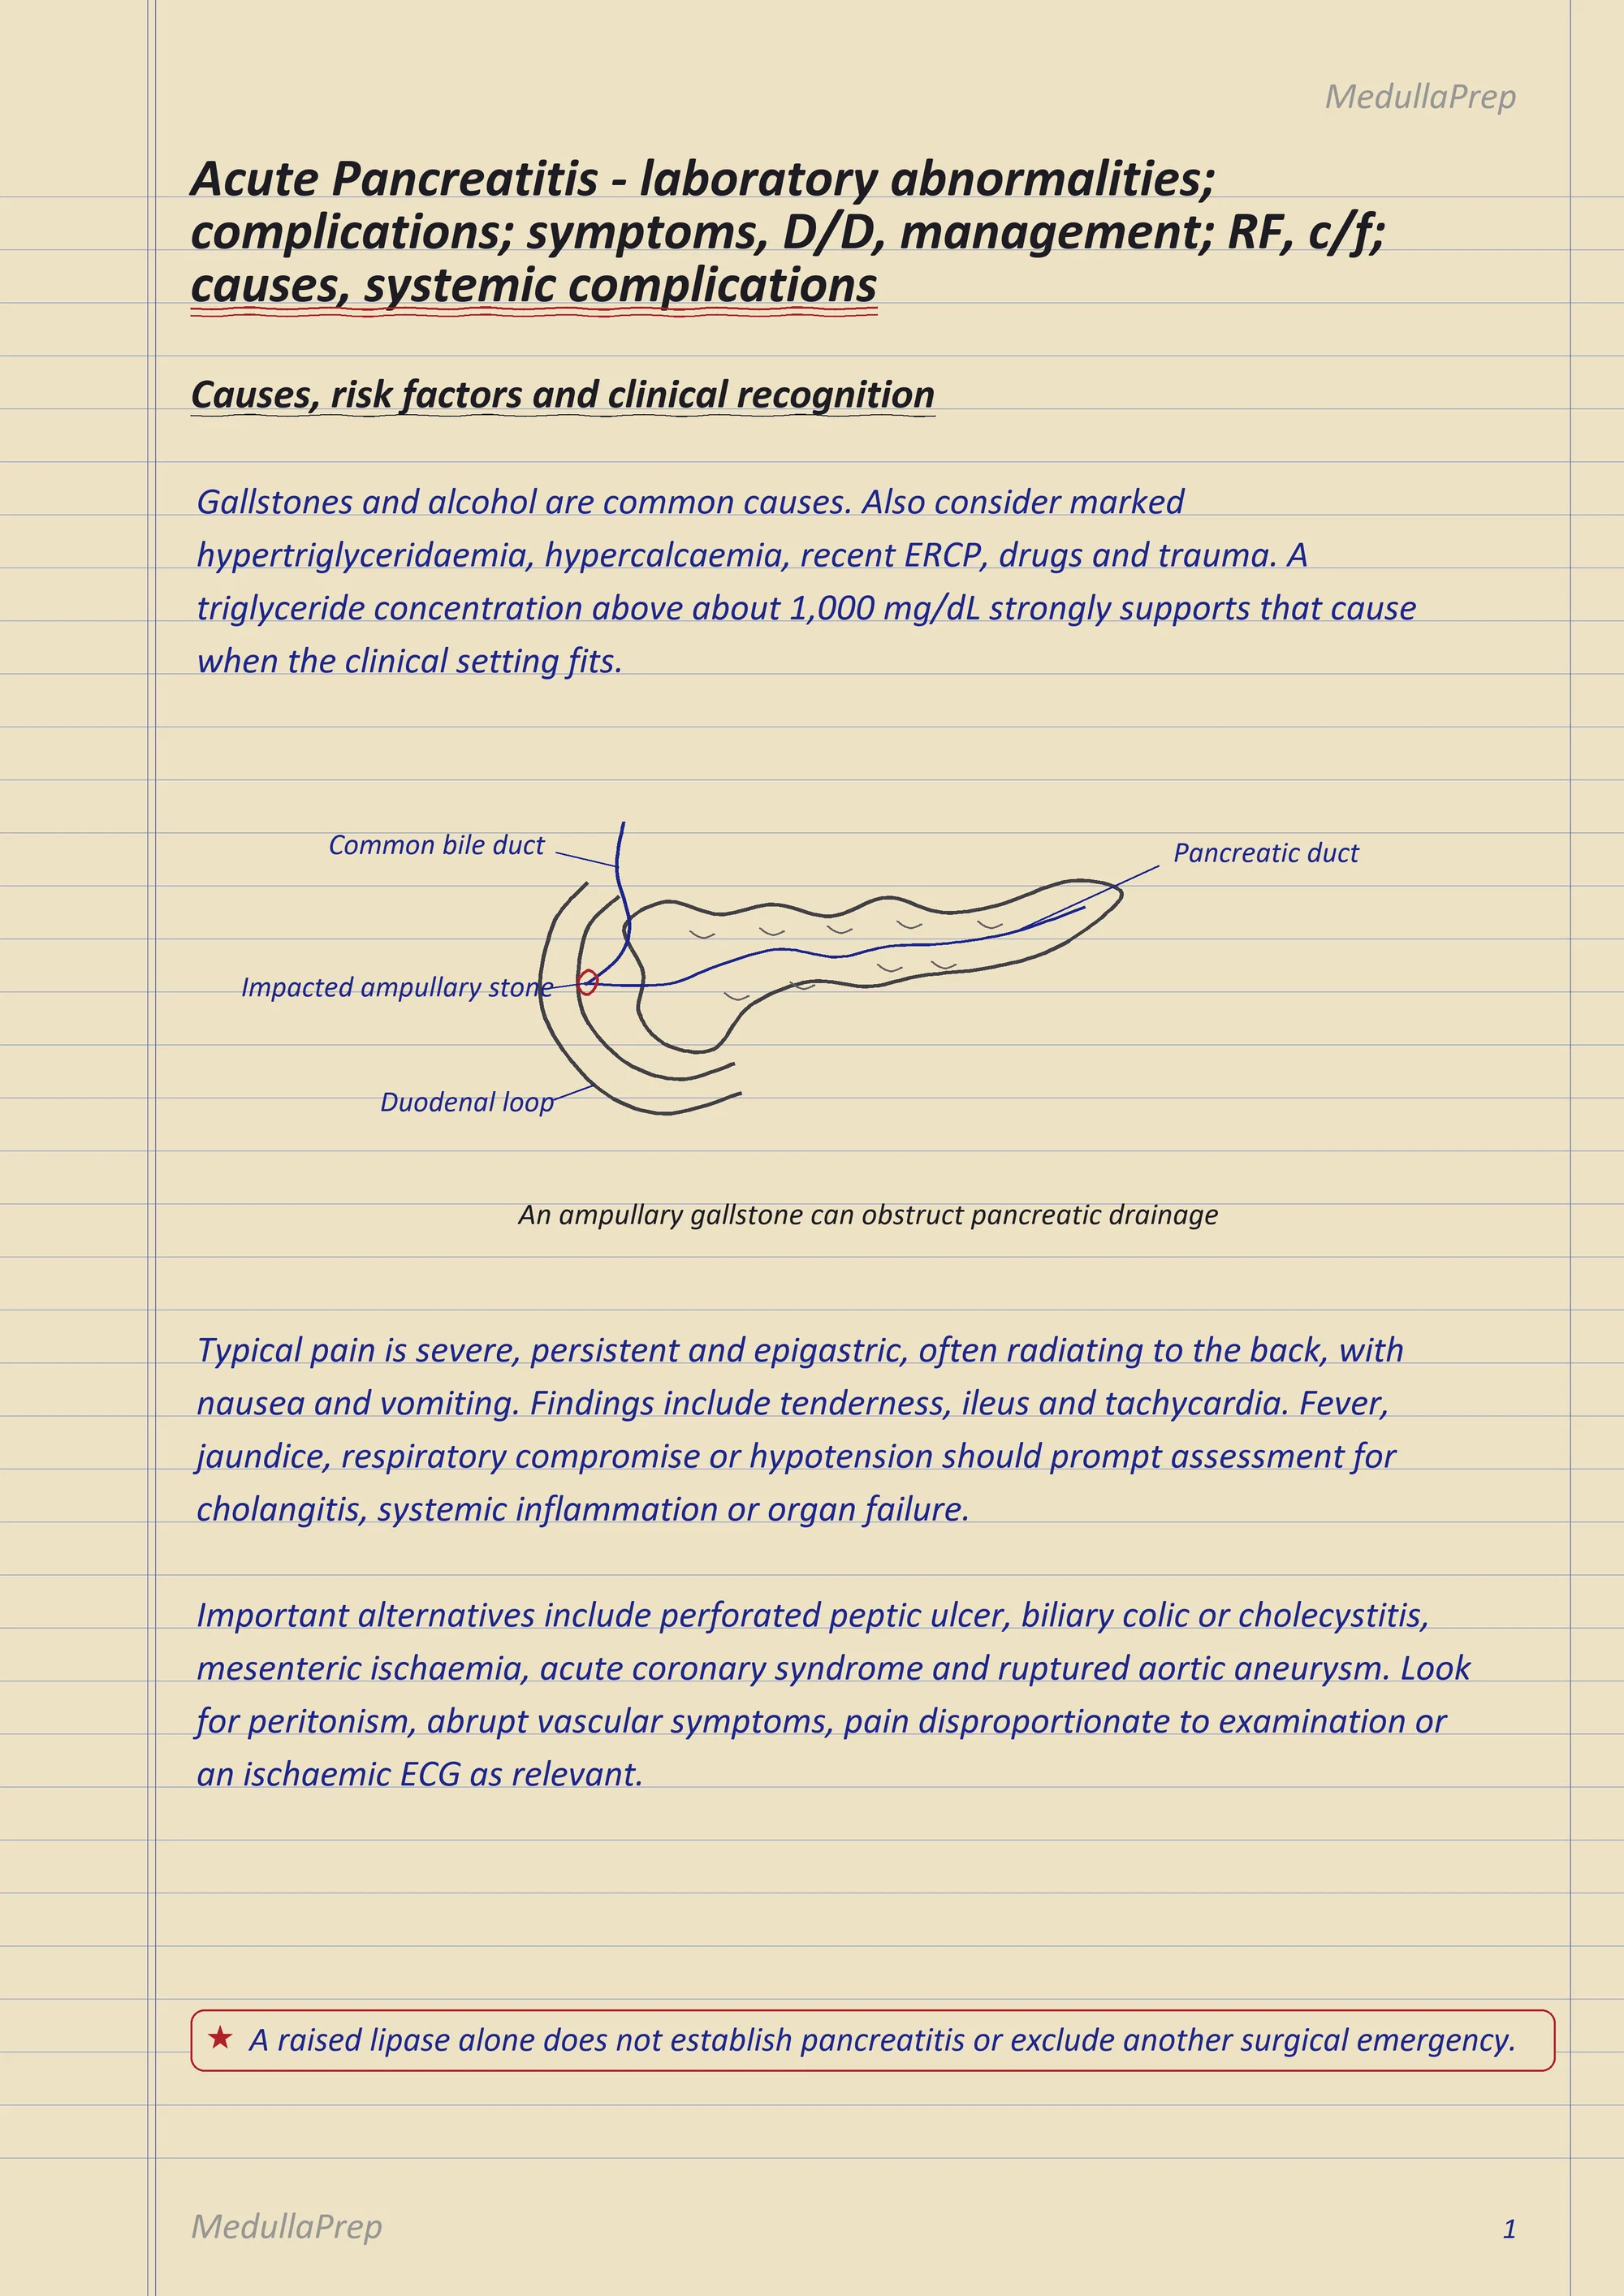 MedullaPrep
Acute Pancreatitis - laboratory abnormalities;
complications; symptoms, D/D, management; RF, c/f;
causes, systemic complications
Causes, risk factors and clinical recognition
Gallstones and alcohol are common causes. Also consider marked
hypertriglyceridaemia, hypercalcaemia, recent ERCP, drugs and trauma. A
triglyceride concentration above about 1,000 mg/dL strongly supports that cause
when the clinical setting fits.
Common bile duct
Pancreatic duct
Impacted ampullary stone
Duodenal loop
An ampullary gallstone can obstruct pancreatic drainage
Typical pain is severe, persistent and epigastric, often radiating to the back, with
nausea and vomiting. Findings include tenderness, ileus and tachycardia. Fever,
jaundice, respiratory compromise or hypotension should prompt assessment for
cholangitis, systemic inflammation or organ failure.
Important alternatives include perforated peptic ulcer, biliary colic or cholecystitis,
mesenteric ischaemia, acute coronary syndrome and ruptured aortic aneurysm. Look
for peritonism, abrupt vascular symptoms, pain disproportionate to examination or
an ischaemic ECG as relevant.
★ A raised lipase alone does not establish pancreatitis or exclude another surgical emergency.
MedullaPrep
1